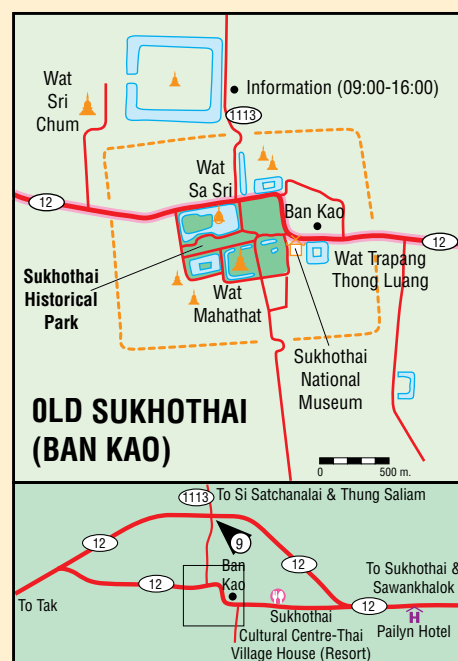 Wat
Sri
Chum
Information (09:00-16:00)
1113
Wat
Sa Sri
12
Ban Kao
12
Wat Trapang
Thong Luang
Sukhothai
Historical
Park
Wat
Mahathat
Sukhothai
National
Museum
OLD SUKHOTHAI
(BAN KAO)
0
500 m.
1113
To Si Satchanalai & Thung Saliam
9
12
Ban
Kao
12
12
To Sukhothai &
Sawankhalok
To Tak
12
Sukhothai
Cultural Centre-Thai
Village House (Resort)
H
Pailyn Hotel